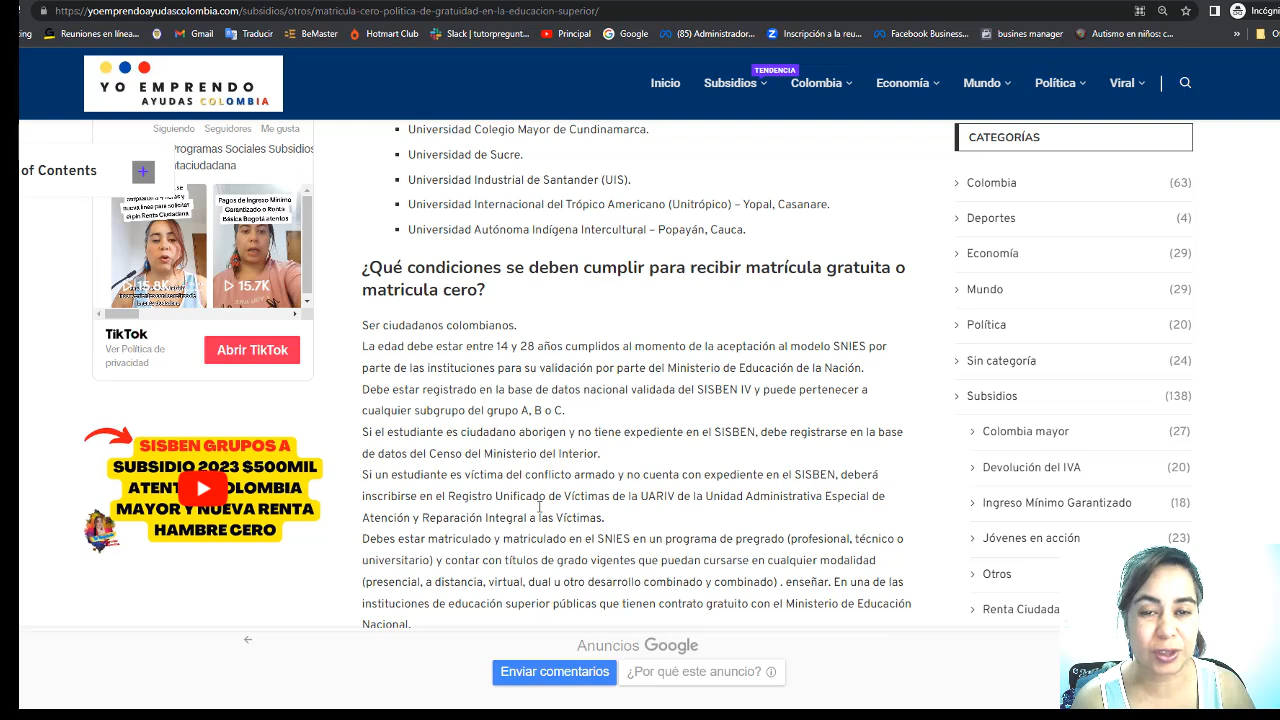 https://yoemprendoayudascolombia.com/subsidios/otros/matricula-cero-politica-de-gratuidad-en-la-educacion-superior/
Incógni
ing
Reuniones en línea...
Gmail
Traducir
BeMaster
Hotmart Club
Slack | tutorpregunt...
Principal
Google
(85) Administrador...
Inscripción a la reu...
Facebook Business...
busines manager
Autismo en niños: c...
»
O
YO EMPRENDO
AYUDAS COLOMBIA
Inicio
Subsidios
TENDENCIA
Colombia
Economía
Mundo
Política
Viral
Siguiendo Seguidores Me gusta
Programas Sociales Subsidios
ntaciudadana
of Contents
+
nueva línea para solicitar
Pagos de Ingreso Mínimo
Garantizado o Renta
Básica Bogotá atentos
15.8K
15.7K
TikTok
Ver Política de
privacidad
Abrir TikTok
SISBEN GRUPOS A
SUBSIDIO 2023 $500MIL
ATENT COLOMBIA
MAYOR Y NUEVA RENTA
HAMBRE CERO
Universidad Colegio Mayor de Cundinamarca.
Universidad de Sucre.
Universidad Industrial de Santander (UIS).
Universidad Internacional del Trópico Americano (Unitrópico) – Yopal, Casanare.
Universidad Autónoma Indígena Intercultural – Popayán, Cauca.
¿Qué condiciones se deben cumplir para recibir matrícula gratuita o
matricula cero?
Ser ciudadanos colombianos.
La edad debe estar entre 14 y 28 años cumplidos al momento de la aceptación al modelo SNIES por
parte de las instituciones para su validación por parte del Ministerio de Educación de la Nación.
Debe estar registrado en la base de datos nacional validada del SISBEN IV y puede pertenecer a
cualquier subgrupo del grupo A, B o C.
Si el estudiante es ciudadano aborigen y no tiene expediente en el SISBEN, debe registrarse en la base
de datos del Censo del Ministerio del Interior.
Si un estudiante es víctima del conflicto armado y no cuenta con expediente en el SISBEN, deberá
inscribirse en el Registro Unificado de Víctimas de la UARIV de la Unidad Administrativa Especial de
Atención y Reparación Integral a las Víctimas.
Debes estar matriculado y matriculado en el SNIES en un programa de pregrado (profesional, técnico o
universitario) y contar con títulos de grado vigentes que puedan cursarse en cualquier modalidad
(presencial, a distancia, virtual, dual u otro desarrollo combinado y combinado) . enseñar. En una de las
instituciones de educación superior públicas que tienen contrato gratuito con el Ministerio de Educación
Nacional.
CATEGORÍAS
Colombia (63)
Deportes (4)
Economía (29)
Mundo (29)
Política (20)
Sin categoría (24)
Subsidios (138)
Colombia mayor (27)
Devolución del IVA (20)
Ingreso Mínimo Garantizado (18)
Jóvenes en acción (23)
Otros
Renta Ciudada
Anuncios Google
Enviar comentarios
¿Por qué este anuncio?